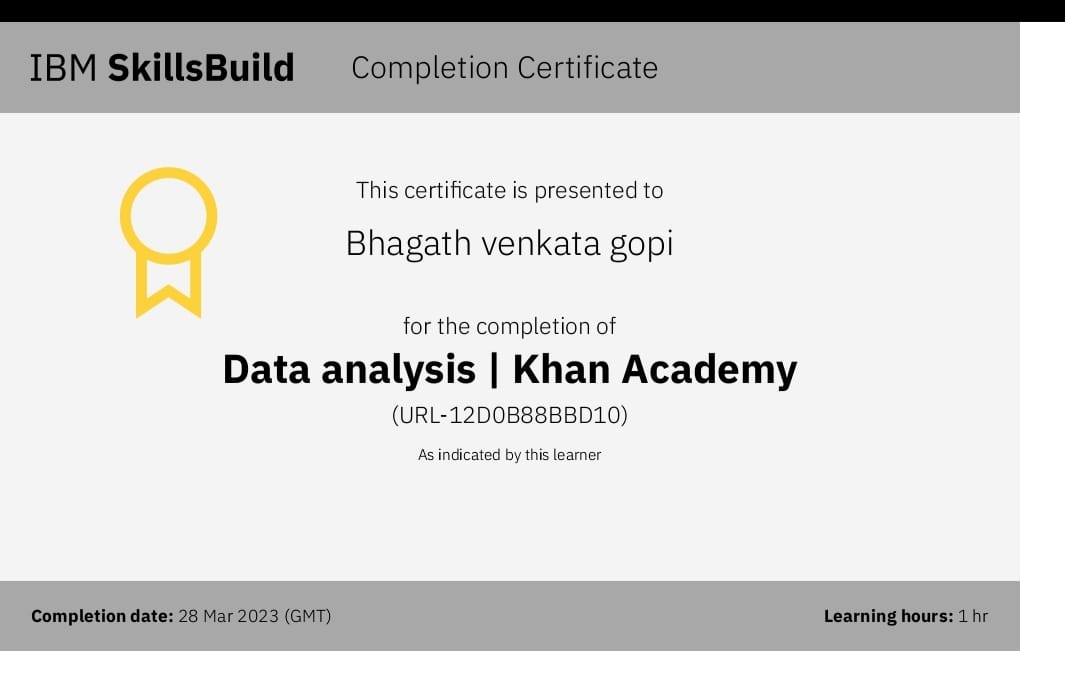 IBM SkillsBuild Completion Certificate
This certificate is presented to
Bhagath venkata gopi
for the completion of
Data analysis | Khan Academy
(URL-12D0B88BBD10)
As indicated by this learner
Completion date: 28 Mar 2023 (GMT) Learning hours: 1 hr